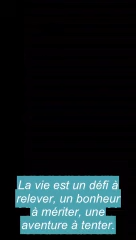 La vie est un défi à
relever, un bonheur
à mériter, une
aventure à tenter.